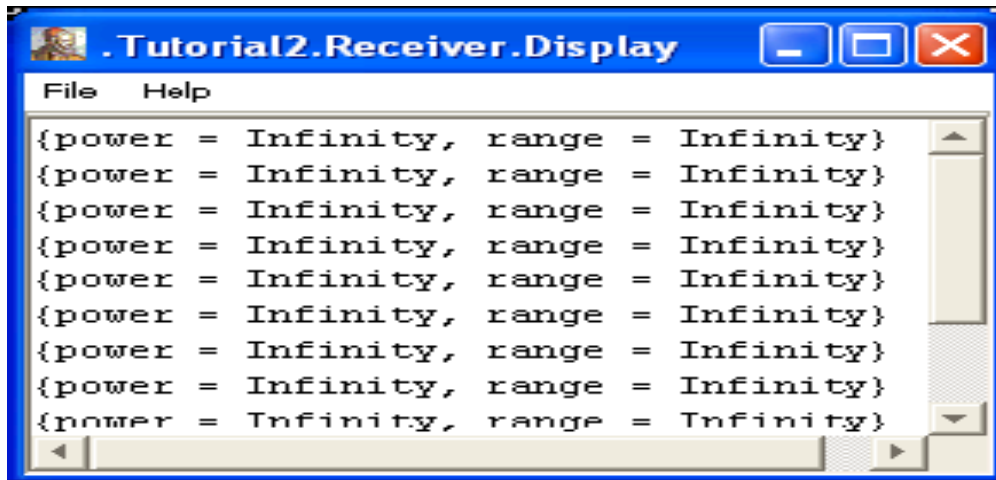 .Tutorial2.Receiver.Display
File Help
{power = Infinity, range = Infinity}
{power = Infinity, range = Infinity}
{power = Infinity, range = Infinity}
{power = Infinity, range = Infinity}
{power = Infinity, range = Infinity}
{power = Infinity, range = Infinity}
{power = Infinity, range = Infinity}
{power = Infinity, range = Infinity}
{power = Infinity, range = Infinity}